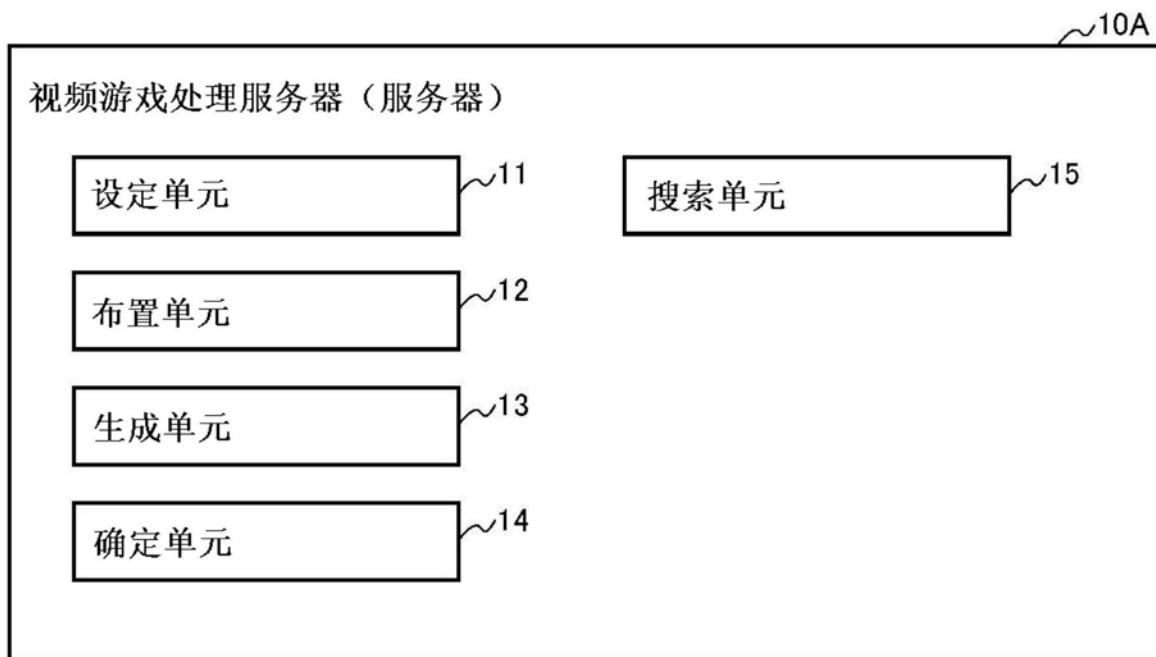 10A
视频游戏处理服务器（服务器）
设定单元 11
搜索单元 15
布置单元 12
生成单元 13
确定单元 14